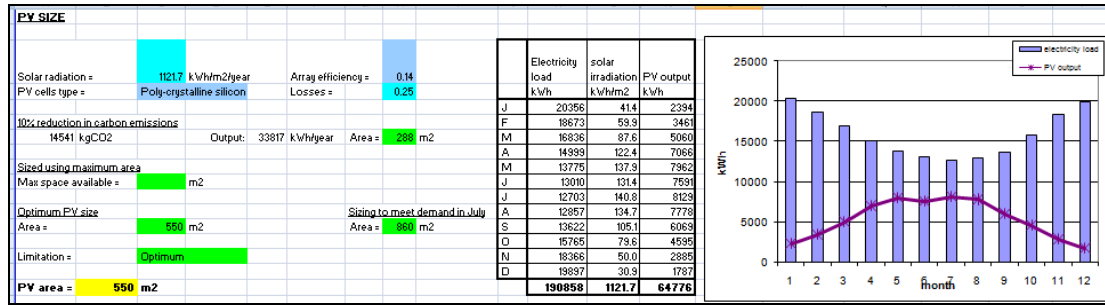 PV SIZE
Solar radiation = 1121.7 kWh/m2/year Array efficiency = 0.14
PV cells type = Poly-crystalline silicon Losses = 0.25
10% reduction in carbon emissions
14541 kgCO2 Output: 33817 kWh/year Area = 288 m2
Sized using maximum area
Max space available = m2
Optimum PV size Sizing to meet demand in July
Area = 550 m2 Area = 860 m2
Limitation = Optimum
PV area = 550 m2
Electricity load kWh solar irradiation kWh/m2 PV output kWh
J 20356 41.4 2394
F 18673 59.9 3461
M 16836 87.6 5060
A 14999 122.4 7066
M 13775 137.9 7962
J 13010 131.4 7591
J 12703 140.8 8129
A 12857 134.7 7778
S 13622 105.1 6069
O 15765 79.6 4595
N 18366 50.0 2885
D 19897 30.9 1787
190858 1121.7 64776
electricity load
PV output
kWh
25000
20000
15000
10000
5000
0
1 2 3 4 5 6 7 8 9 10 11 12
month